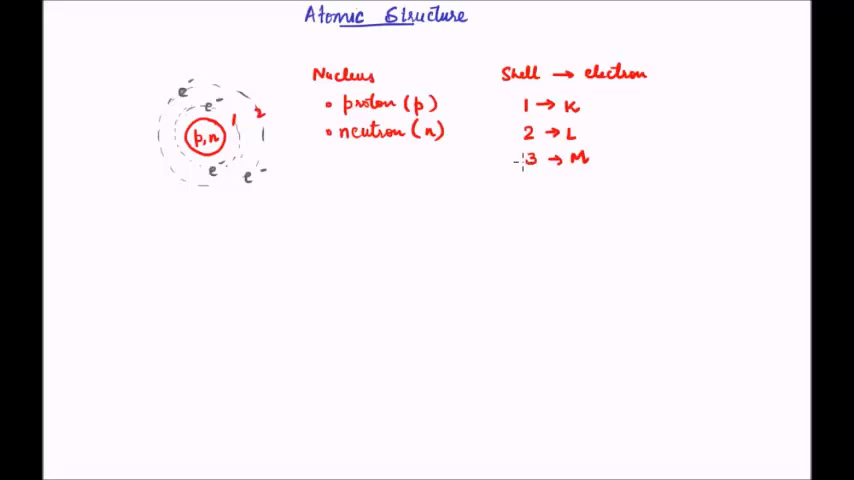 Atomic Structure
Nucleus
• proton (p)
• neutron (n)
Shell → electron
1 → K
2 → L
3 → M
e⁻
e⁻
1
2
p,n
e⁻
e⁻